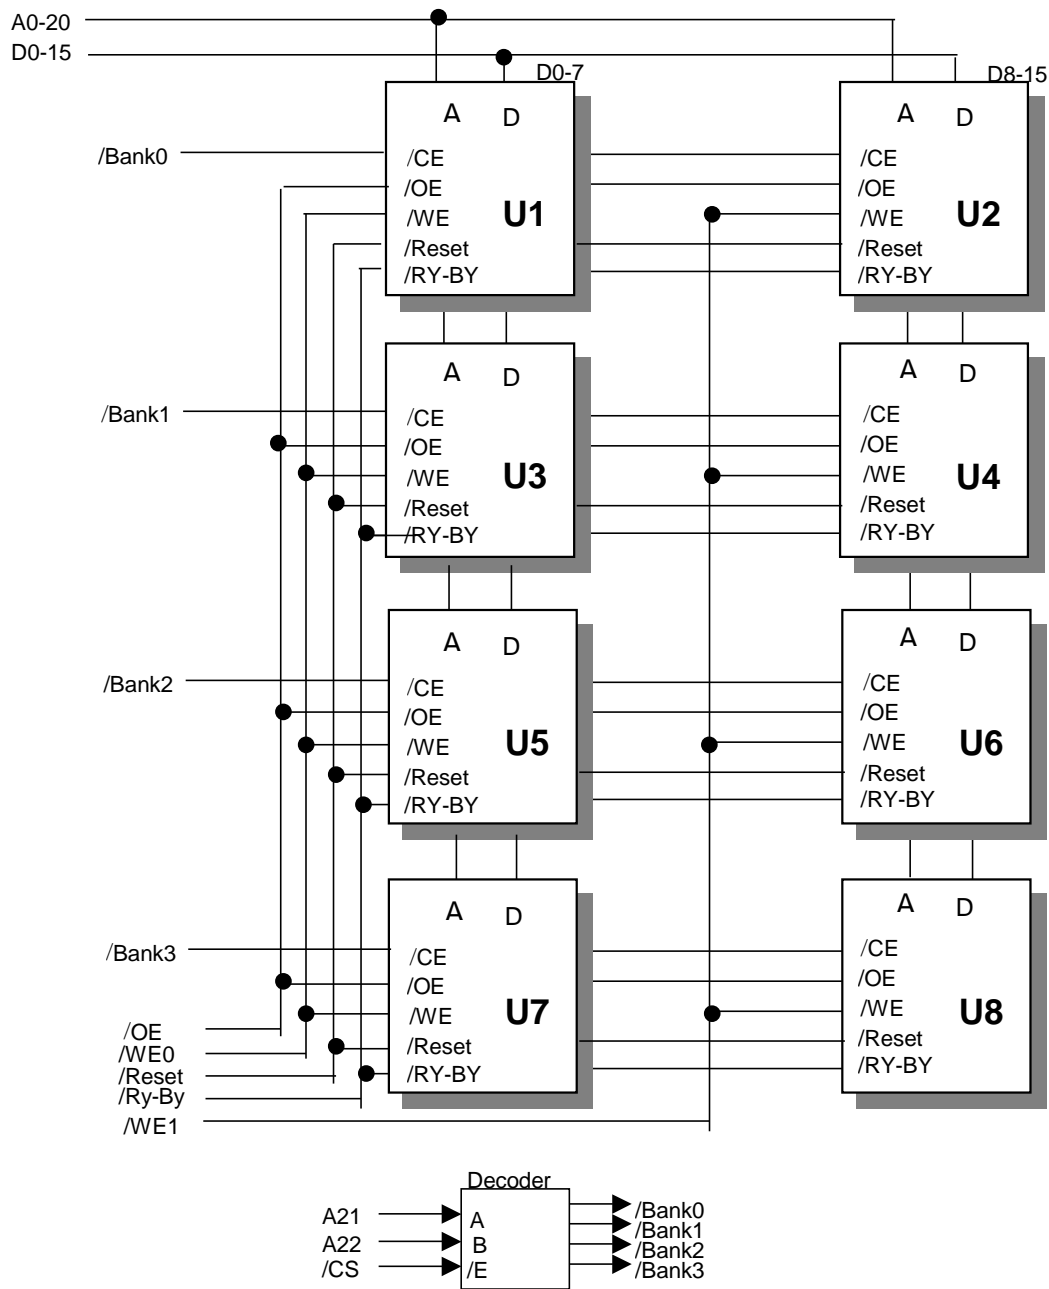 A0-20
D0-15
D0-7
D8-15
A D
A D
/Bank0
/CE
/OE
/WE
/Reset
/RY-BY
U1
/CE
/OE
/WE
/Reset
/RY-BY
U2
A D
A D
/Bank1
/CE
/OE
/WE
/Reset
/RY-BY
U3
/CE
/OE
/WE
/Reset
/RY-BY
U4
A D
A D
/Bank2
/CE
/OE
/WE
/Reset
/RY-BY
U5
/CE
/OE
/WE
/Reset
/RY-BY
U6
A D
A D
/Bank3
/CE
/OE
/WE
/Reset
/RY-BY
U7
/CE
/OE
/WE
/Reset
/RY-BY
U8
/OE
/WE0
/Reset
/Ry-By
/WE1
Decoder
A21
A22
/CS
A
B
/E
/Bank0
/Bank1
/Bank2
/Bank3